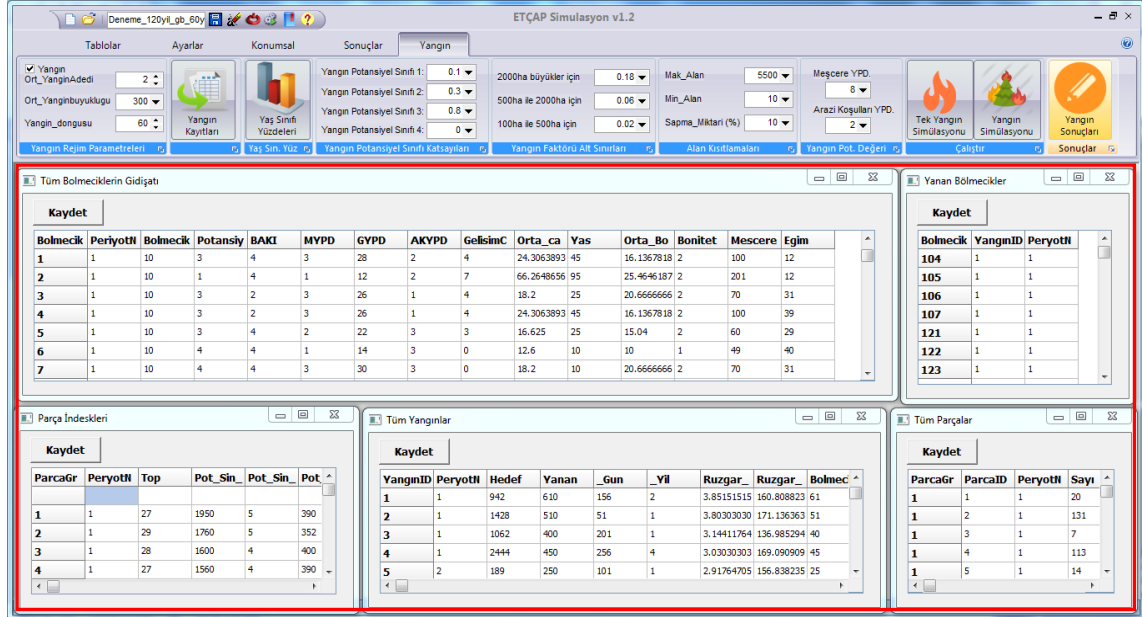 Deneme_120yil_gb_60y
ETÇAP Simulasyon v1.2
Tablolar Ayarlar Konumsal Sonuçlar Yangın
Yangın
Ort_YanginAdedi 2
Ort_Yanginbuyuklugu 300
Yangin_dongusu 60
Yangın Rejim Parametreleri
Yangın
Kayıtları
Yaş Sınıfı
Yüzdeleri
Yaş Sın. Yüz
Yangın Potansiyel Sınıfı 1: 0.1
Yangın Potansiyel Sınıfı 2: 0.3
Yangın Potansiyel Sınıfı 3: 0.8
Yangın Potansiyel Sınıfı 4: 0
Yangın Potansiyel Sınıfı Katsayıları
2000ha büyükler için 0.18
500ha ile 2000ha için 0.06
100ha ile 500ha için 0.02
Yangın Faktörü Alt Sınırları
Mak_Alan 5500
Min_Alan 10
Sapma_Miktari (%) 10
Alan Kısıtlamaları
Meşcere YPD.
8
Arazi Koşulları YPD.
2
Yangın Pot. Değeri
Tek Yangın
Simülasyonu
Yangın
Simülasyonu
Çalıştır
Yangın
Sonuçları
Sonuçlar
Tüm Bolmeciklerin Gidişatı
Kaydet
Bolmecik PeriyotN Bolmecik Potansiy BAKI MYPD GYPD AKYPD GelisimC Orta_ca Yas Orta_Bo Bonitet Mescere Egim
1 1 10 3 4 3 28 2 4 24.3063893 45 16.1367818 2 100 12
2 1 10 1 4 1 12 2 7 66.2648656 95 25.4646187 2 201 12
3 1 10 3 2 3 26 1 4 18.2 25 20.6666666 2 70 31
4 1 10 3 2 3 26 1 4 24.3063893 45 16.1367818 2 100 39
5 1 10 3 4 2 22 3 3 16.625 25 15.04 2 60 29
6 1 10 4 4 1 14 3 0 12.6 10 10 1 49 40
7 1 10 4 4 3 30 3 0 18.2 10 20.6666666 2 70 31
Yanan Bölmecikler
Kaydet
Bolmecik YangınID PeryotN
104 1 1
105 1 1
106 1 1
107 1 1
121 1 1
122 1 1
123 1 1
Parça İndeskleri
Kaydet
ParcaGr PeryotN Top Pot_Sin_ Pot_Sin_ Pot_
1 1 27 1950 5 390
2 1 29 1760 5 352
3 1 28 1600 4 400
4 1 27 1560 4 390
Tüm Yangınlar
Kaydet
YangınID PeryotN Hedef Yanan _Gun _Yil Ruzgar_ Ruzgar_ Bolmeci
1 1 942 610 156 2 3.85151515 160.808823 61
2 1 1428 510 51 1 3.80303030 171.136363 51
3 1 1062 400 201 1 3.14411764 136.985294 40
4 1 2444 450 256 4 3.03030303 169.090909 45
5 2 189 250 101 1 2.91764705 156.838235 25
Tüm Parçalar
Kaydet
ParcaGr ParcaID PeryotN Sayı
1 1 1 20
1 2 1 131
1 3 1 7
1 4 1 113
1 5 1 14